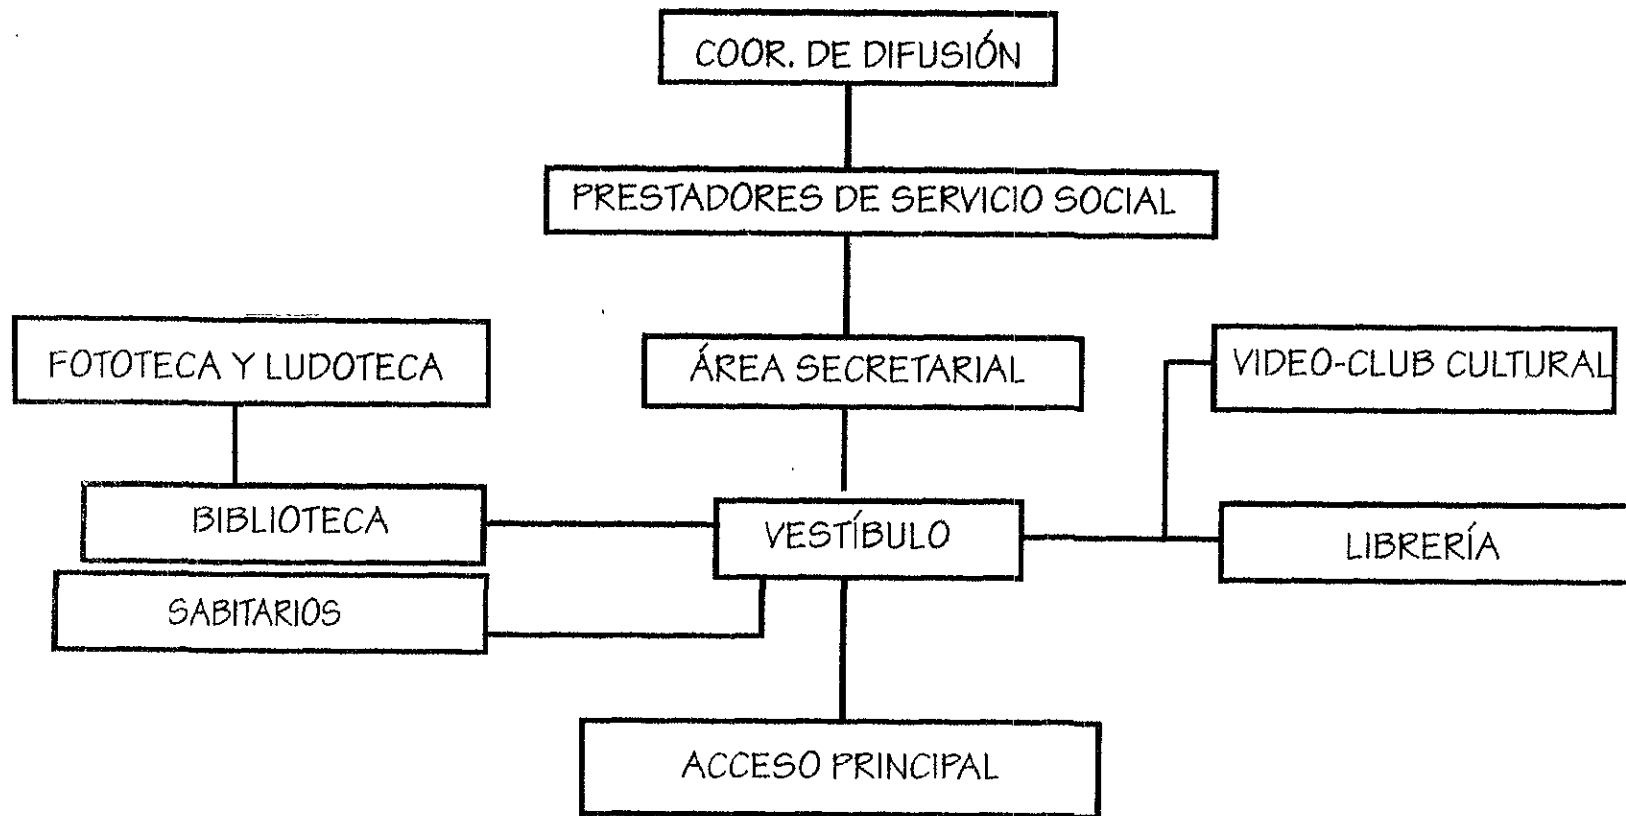 COOR. DE DIFUSIÓN
PRESTADORES DE SERVICIO SOCIAL
FOTOTECA Y LUDOTECA
ÁREA SECRETARIAL
VIDEO-CLUB CULTURAL
BIBLIOTECA
VESTÍBULO
LIBRERÍA
SABITARIOS
ACCESO PRINCIPAL